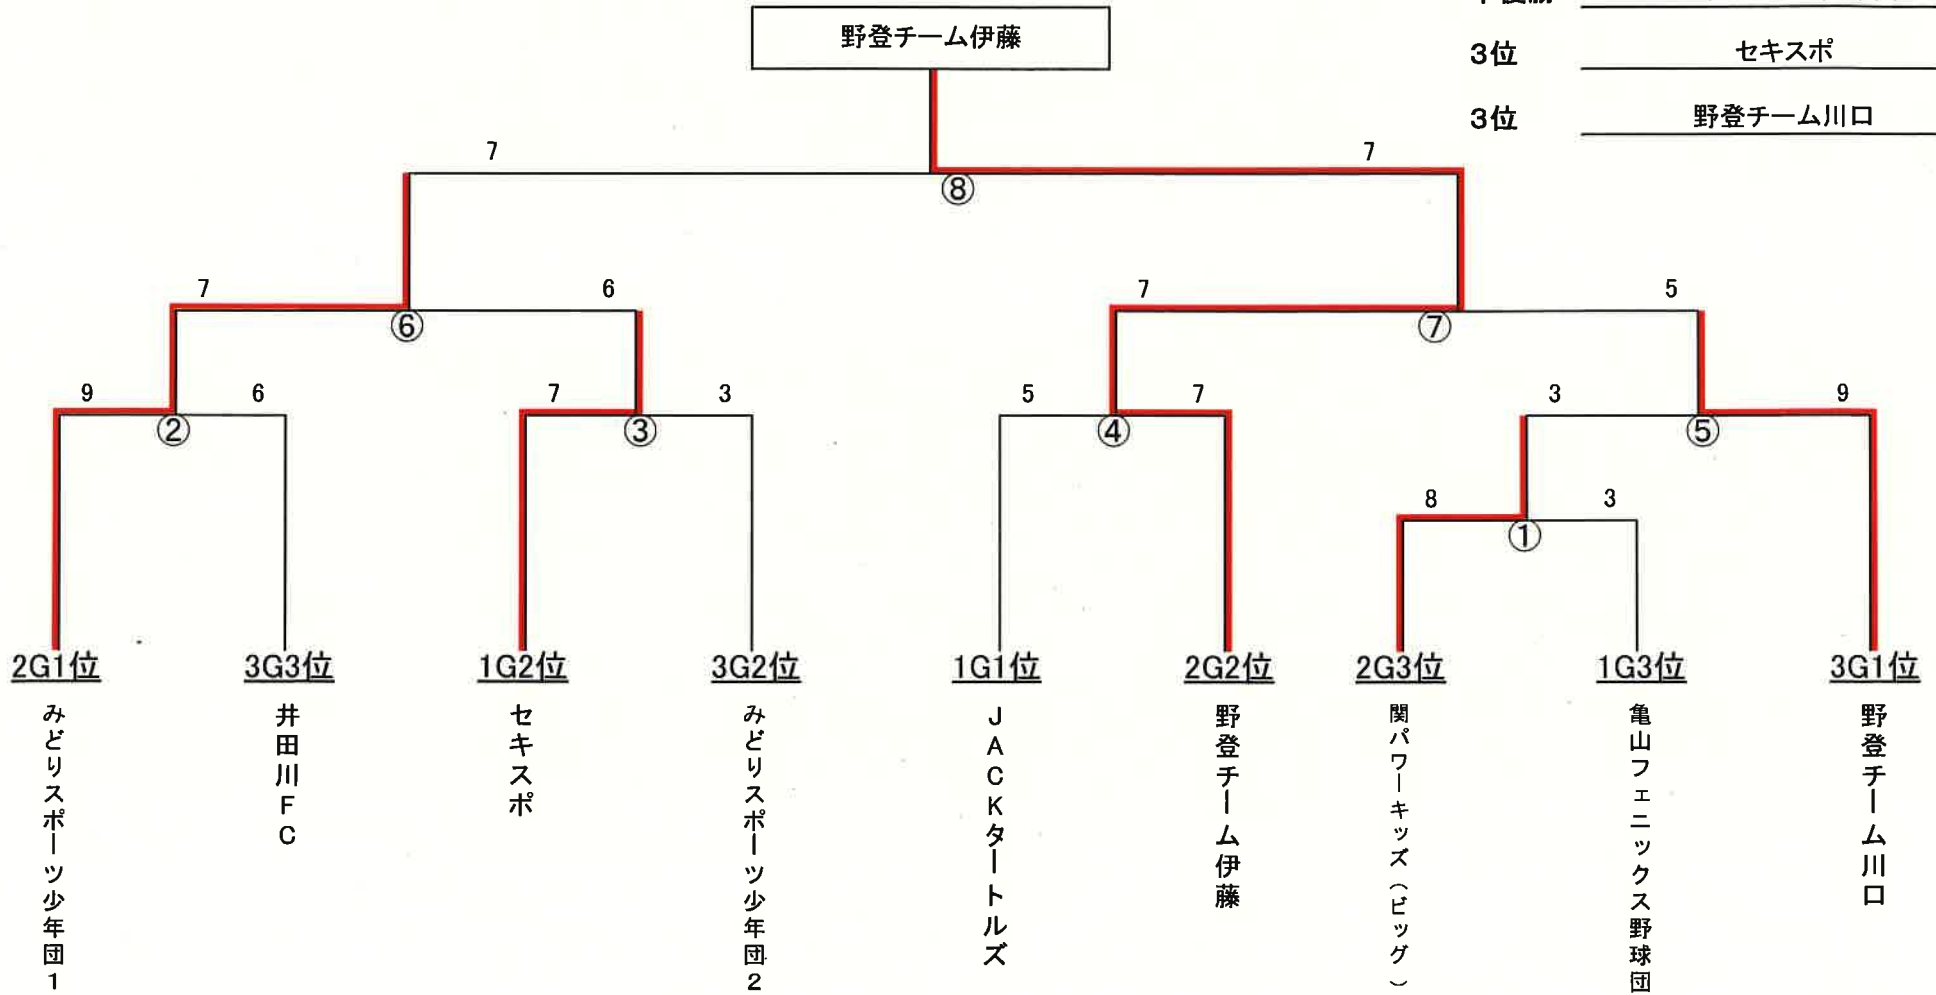 野登チーム伊藤
3位 セキスポ
3位 野登チーム川口
7 7
⑧
7 6 7 5
⑥ ⑦
9 6 7 3 5 7 3 9
② ③ ④ ⑤
8 3
①
2G1位 3G3位 1G2位 3G2位 1G1位 2G2位 2G3位 1G3位 3G1位
みどりスポーツ少年団1
井田川FC
セキスポ
みどりスポーツ少年団2
JACKタートルズ
野登チーム伊藤
関パワーキッズ(ビッグ)
亀山フェニックス野球団
野登チーム川口